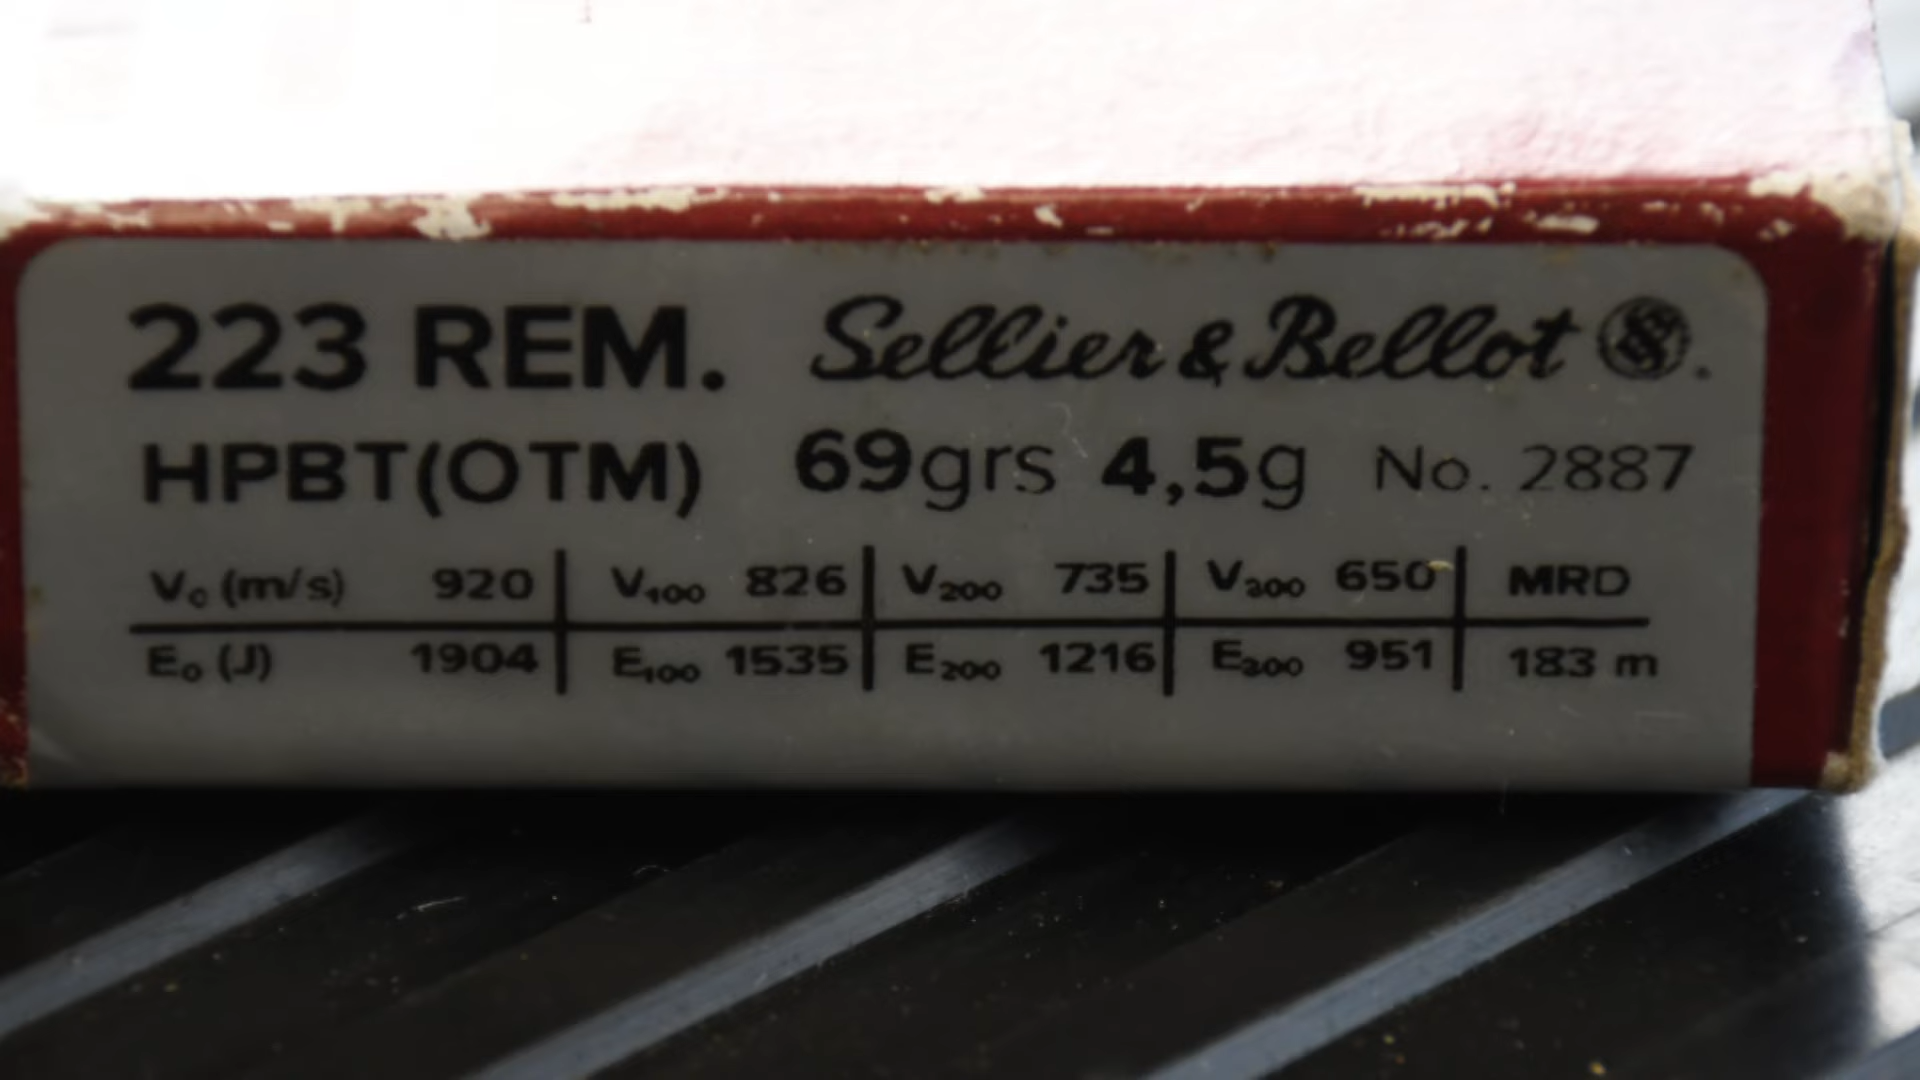 223 REM. Sellier & Bellot
HPBT(OTM) 69grs 4,5g No. 2887
V₀ (m/s) 920 V₁₀₀ 826 V₂₀₀ 735 V₃₀₀ 650 MRD
E₀ (J) 1904 E₁₀₀ 1535 E₂₀₀ 1216 E₃₀₀ 951 183 m